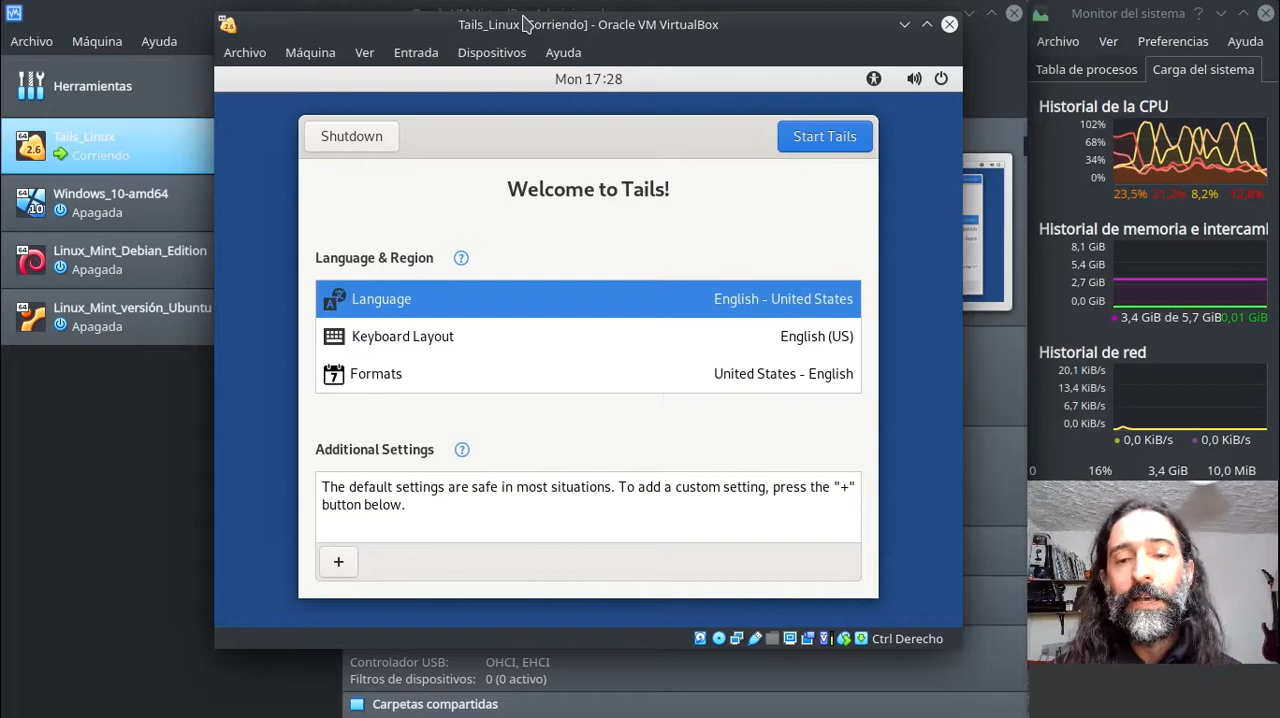 Tails_Linux [Corriendo] - Oracle VM VirtualBox
Archivo Máquina Ayuda
Herramientas
64
2.6
Tails_Linux
Corriendo
64
10
Windows_10-amd64
Apagada
64
Linux_Mint_Debian_Edition
Apagada
64
Linux_Mint_versión_Ubuntu
Apagada
Archivo Máquina Ver Entrada Dispositivos Ayuda
Mon 17:28
Shutdown
Start Tails
Welcome to Tails!
Language & Region ?
Language English - United States
Keyboard Layout English (US)
7 Formats United States - English
Additional Settings ?
The default settings are safe in most situations. To add a custom setting, press the "+"
button below.
+
Ctrl Derecho
Controlador USB: OHCI, EHCI
Filtros de dispositivos: 0 (0 activo)
Carpetas compartidas
Monitor del sistema ?
Archivo Ver Preferencias Ayuda
Tabla de procesos Carga del sistema
Historial de la CPU
102%
68%
34%
0%
23,5% 8,2%
Historial de memoria e intercaml
8,1 GiB
5,4 GiB
2,7 GiB
0,0 GiB
3,4 GiB de 5,7 GiB 0,01 GiB
Historial de red
20,1 KiB/s
13,4 KiB/s
6,7 KiB/s
0,0 KiB/s
0,0 KiB/s 0,0 KiB/s
0 16% 3,4 GiB 10,0 MiB